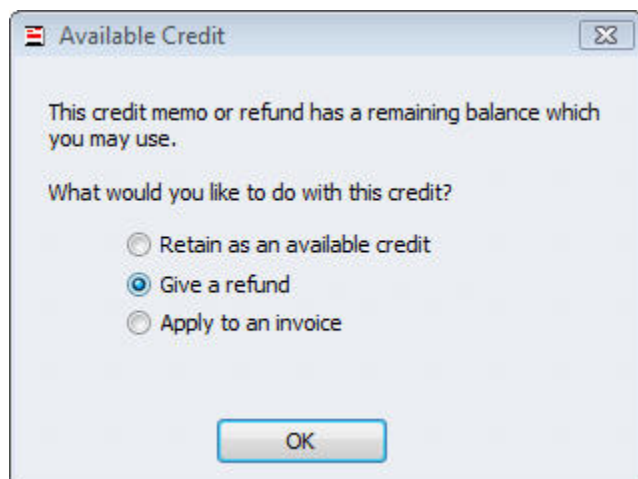 Available Credit
This credit memo or refund has a remaining balance which
you may use.
What would you like to do with this credit?
Retain as an available credit
Give a refund
Apply to an invoice
OK